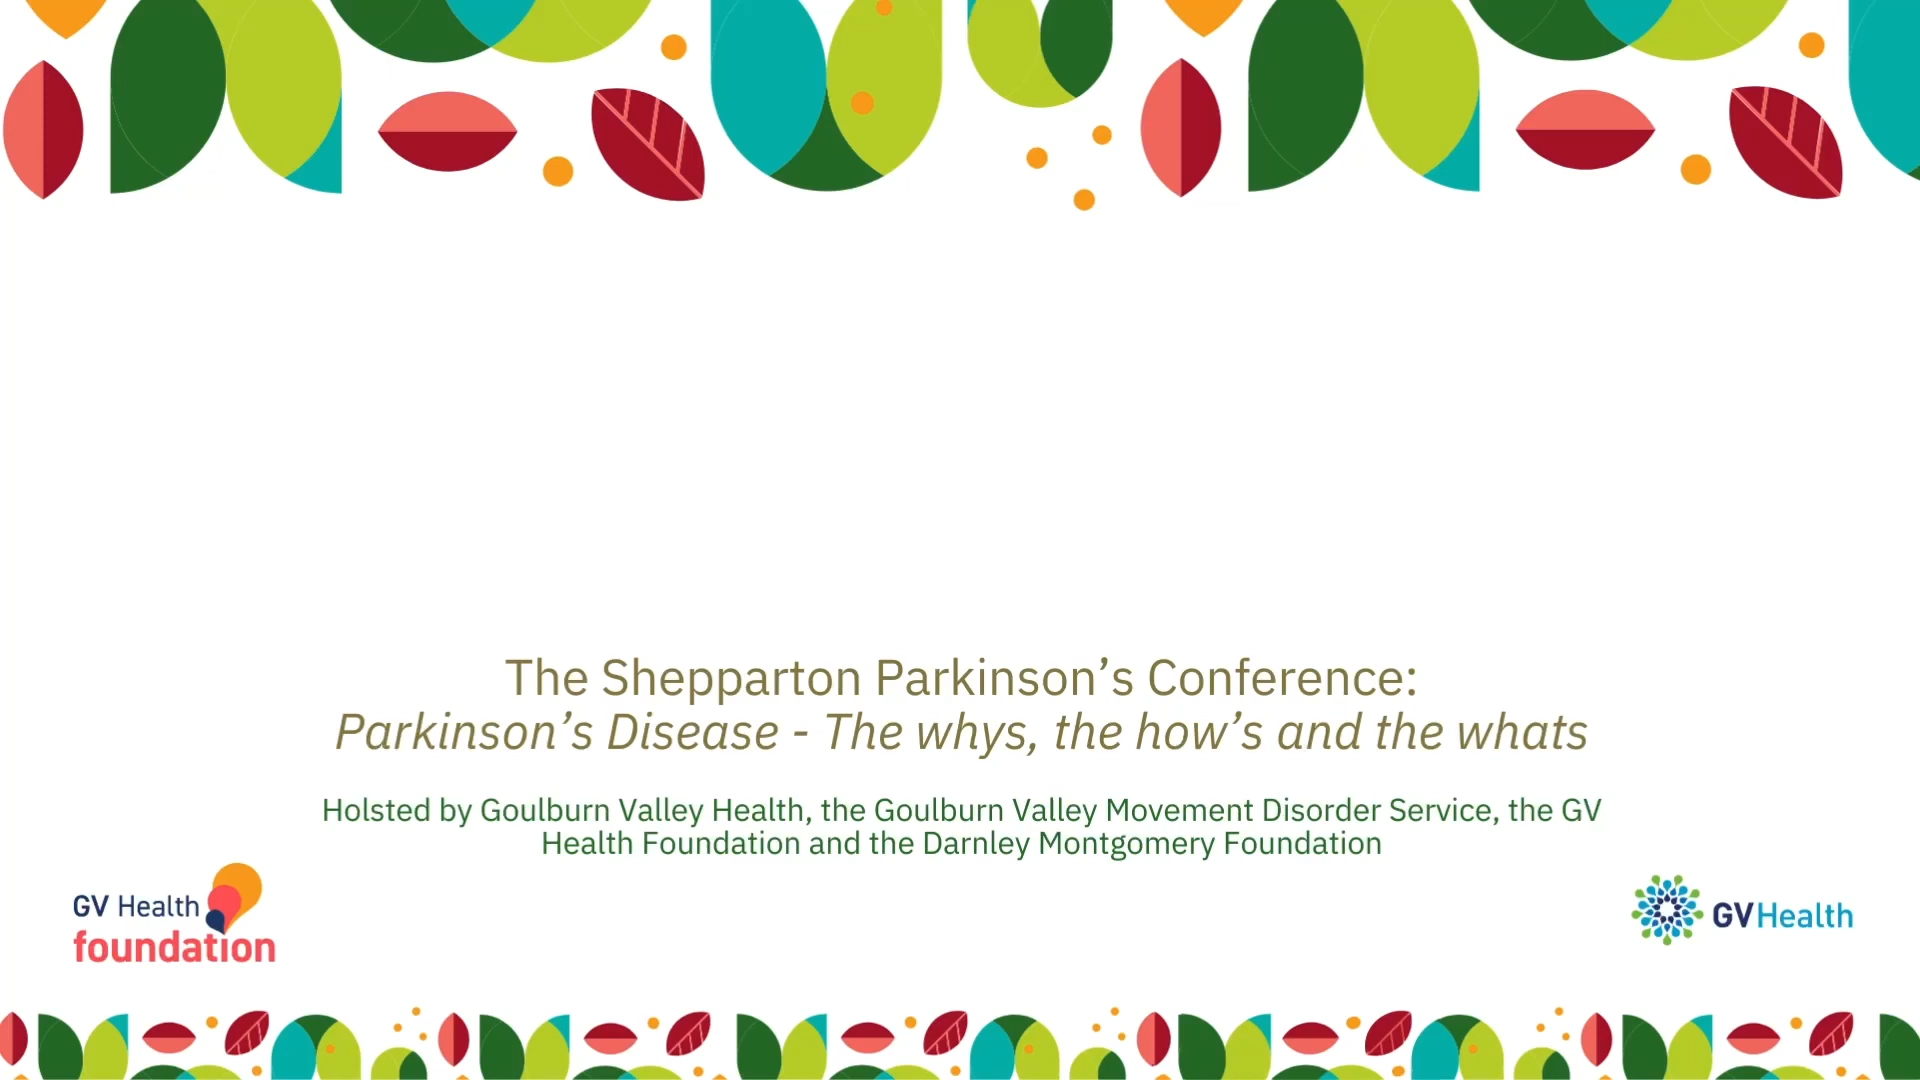 The Shepparton Parkinson’s Conference:
Parkinson’s Disease - The whys, the how’s and the whats
Holsted by Goulburn Valley Health, the Goulburn Valley Movement Disorder Service, the GV
Health Foundation and the Darnley Montgomery Foundation
GV Health
foundation
GVHealth